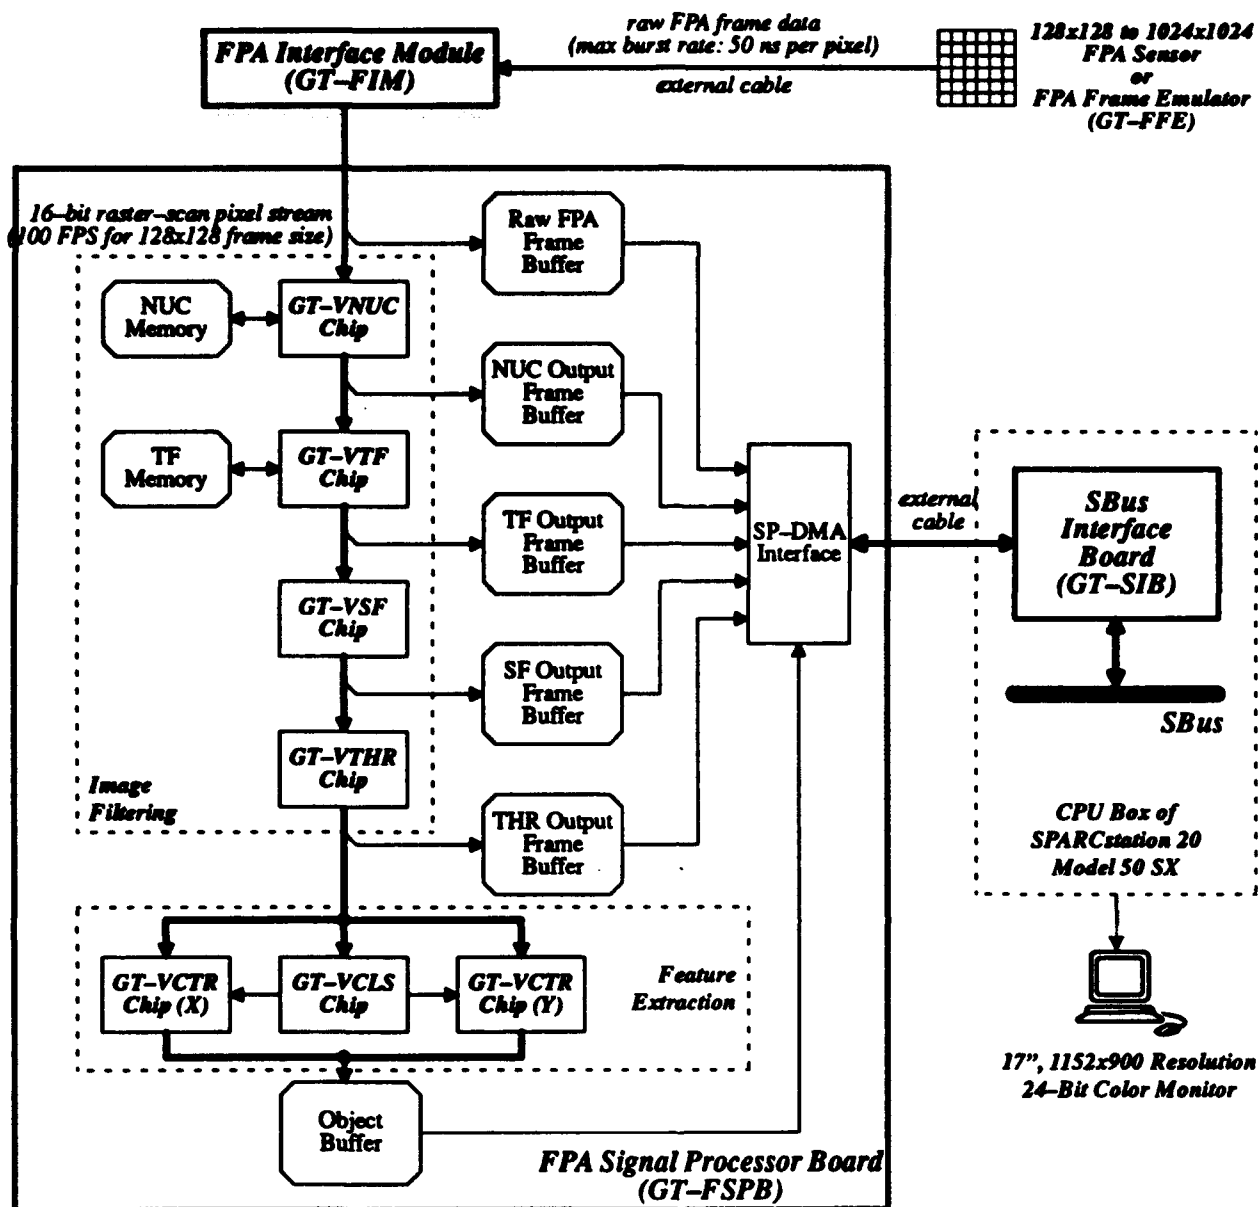 FPA Interface Module
(GT-FIM)
raw FPA frame data
(max burst rate: 50 ns per pixel)
external cable
128x128 to 1024x1024
FPA Sensor
or
FPA Frame Emulator
(GT-FFE)
16-bit raster-scan pixel stream
(100 FPS for 128x128 frame size)
Raw FPA
Frame
Buffer
NUC
Memory
GT-VNUC
Chip
NUC Output
Frame
Buffer
TF
Memory
GT-VTF
Chip
TF Output
Frame
Buffer
SP-DMA
Interface
external
cable
SBus
Interface
Board
(GT-SIB)
SBus
GT-VSF
Chip
SF Output
Frame
Buffer
GT-VTHR
Chip
Image
Filtering
THR Output
Frame
Buffer
CPU Box of
SPARCstation 20
Model 50 SX
GT-VCTR
Chip (X)
GT-VCLS
Chip
GT-VCTR
Chip (Y)
Feature
Extraction
17", 1152x900 Resolution
24-Bit Color Monitor
Object
Buffer
FPA Signal Processor Board
(GT-FSPB)